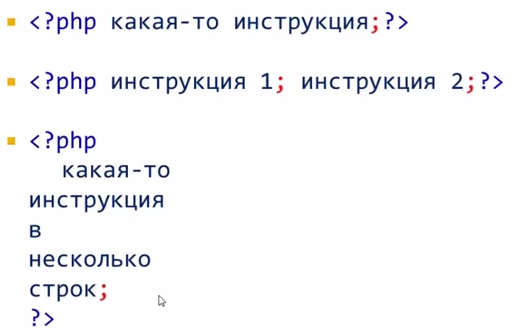 <?php какая-то инструкция;?>
<?php инструкция 1; инструкция 2;?>
<?php
какая-то
инструкция
в
несколько
строк;
?>